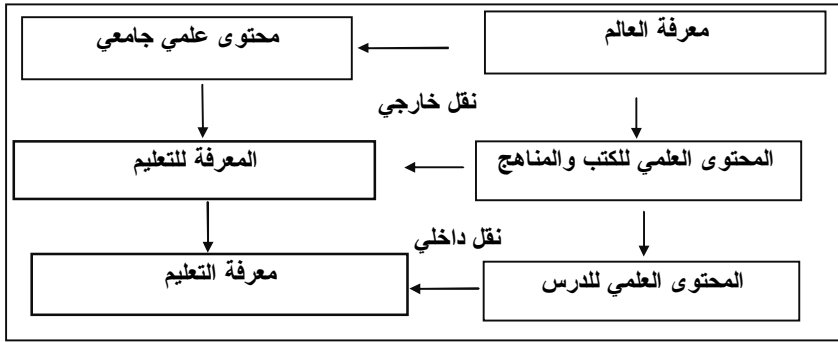 معرفة العالم
محتوى علمي جامعي
نقل خارجي
المحتوى العلمي للكتب والمناهج
المعرفة للتعليم
نقل داخلي
المحتوى العلمي للدرس
معرفة التعليم